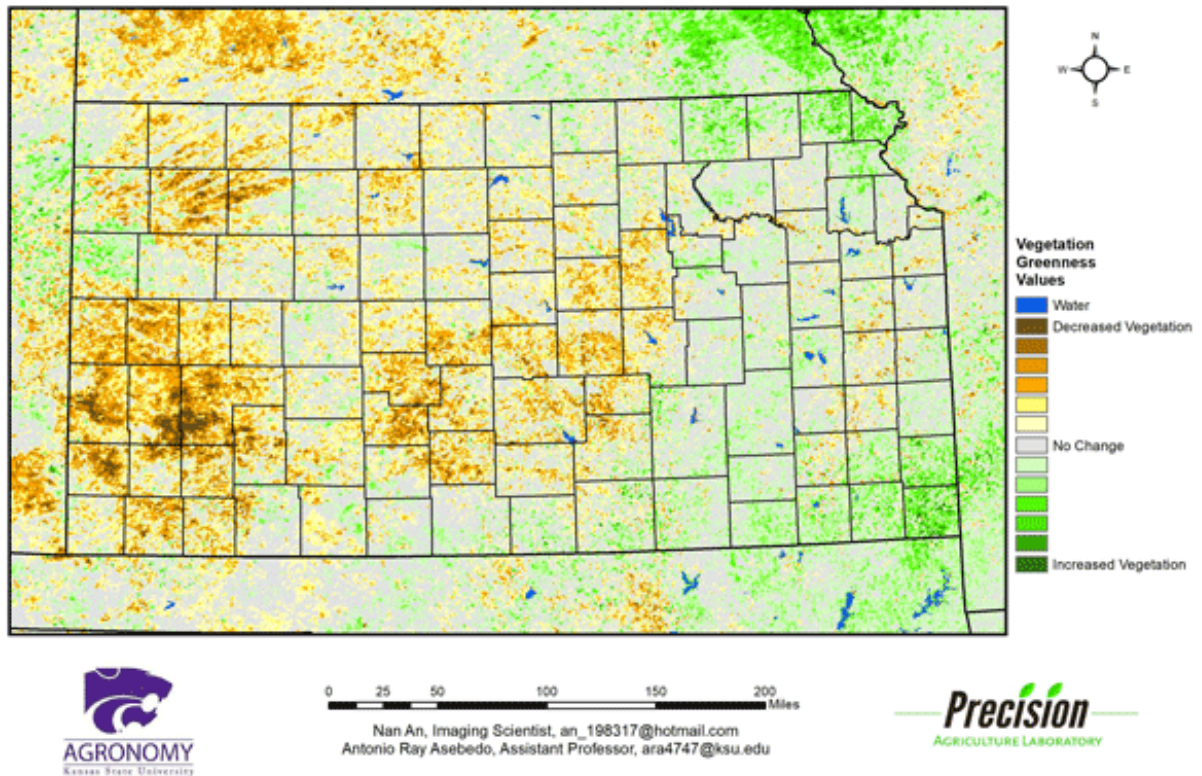 N
W E
S
Vegetation
Greenness
Values
Water
Decreased Vegetation
No Change
Increased Vegetation
0 25 50 100 150 200
Miles
Nan An, Imaging Scientist, an_198317@hotmail.com
Antonio Ray Asebedo, Assistant Professor, ara4747@ksu.edu
AGRONOMY
Kansas State University
Precision
AGRICULTURE LABORATORY